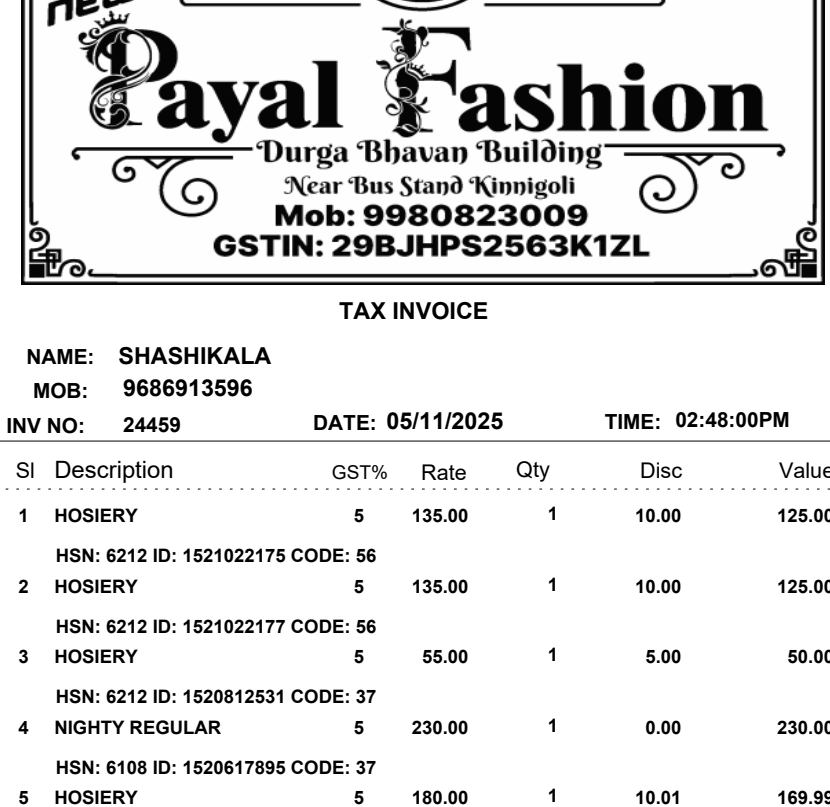 new
Payal Fashion
Durga Bhavan Building
Near Bus Stand Kinnigoli
Mob: 9980823009
GSTIN: 29BJHPS2563K1ZL
TAX INVOICE
NAME: SHASHIKALA
MOB: 9686913596
INV NO: 24459 DATE: 05/11/2025 TIME: 02:48:00PM
Sl Description GST% Rate Qty Disc Value
1 HOSIERY 5 135.00 1 10.00 125.00
HSN: 6212 ID: 1521022175 CODE: 56
2 HOSIERY 5 135.00 1 10.00 125.00
HSN: 6212 ID: 1521022177 CODE: 56
3 HOSIERY 5 55.00 1 5.00 50.00
HSN: 6212 ID: 1520812531 CODE: 37
4 NIGHTY REGULAR 5 230.00 1 0.00 230.00
HSN: 6108 ID: 1520617895 CODE: 37
5 HOSIERY 5 180.00 1 10.01 169.99